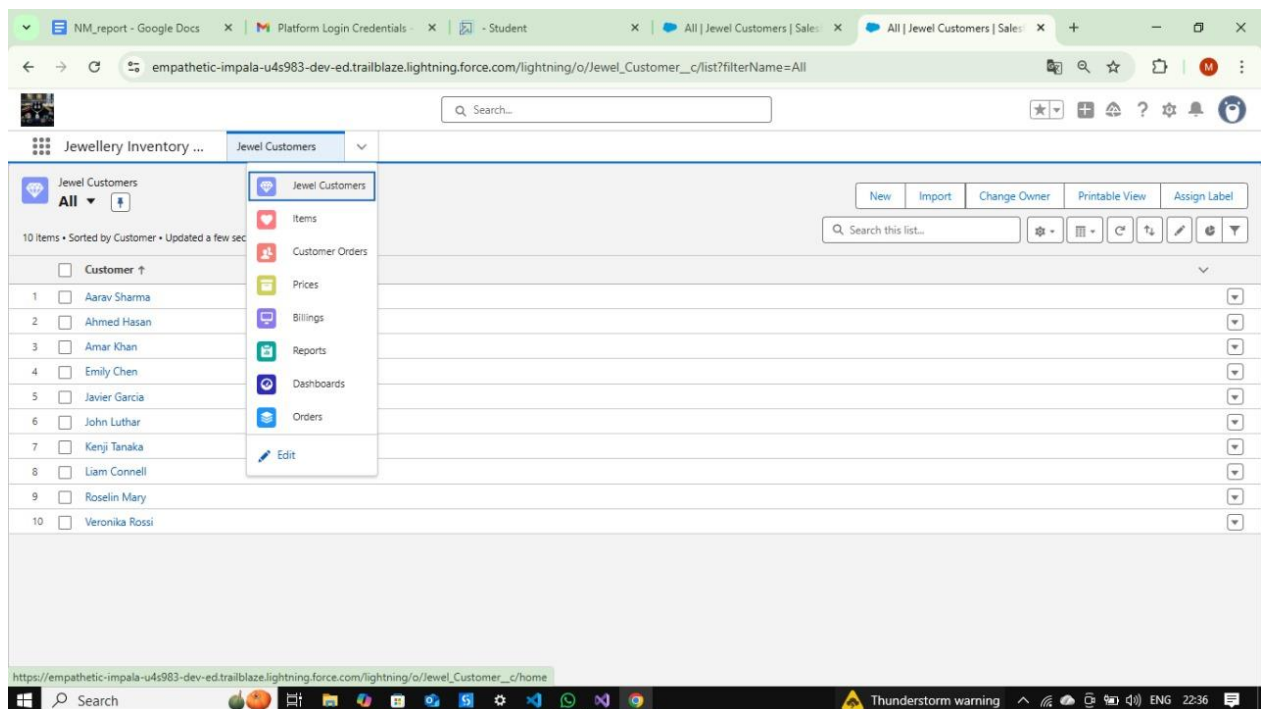 NM_report - Google Docs
Platform Login Credentials -
- Student
All | Jewel Customers | Sales
All | Jewel Customers | Sales
empathetic-impala-u4s983-dev-ed.trailblaze.lightning.force.com/lightning/o/Jewel_Customer__c/list?filterName=All
M
Search...
Jewellery Inventory ...
Jewel Customers
Jewel Customers
All
New Import Change Owner Printable View Assign Label
10 items • Sorted by Customer • Updated a few sec
Search this list...
Customer
1 Aarav Sharma
2 Ahmed Hasan
3 Amar Khan
4 Emily Chen
5 Javier Garcia
6 John Luthar
7 Kenji Tanaka
8 Liam Connell
9 Roselin Mary
10 Veronika Rossi
Jewel Customers
Items
Customer Orders
Prices
Billings
Reports
Dashboards
Orders
Edit
https://empathetic-impala-u4s983-dev-ed.trailblaze.lightning.force.com/lightning/o/Jewel_Customer__c/home
Search
Thunderstorm warning
ENG 22:36